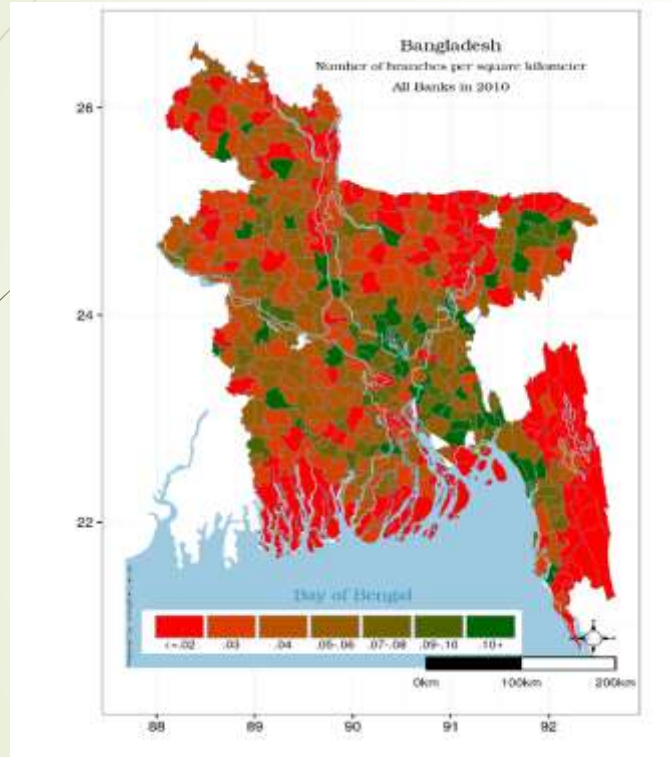 Bangladesh
Number of branches per square kilometer
All Banks in 2010
26
24
22
Bay of Bengal
<=.02 .03 .04 .05-.06 .07-.08 .09-.10 .10+
0km 100km 200km
88 89 90 91 92